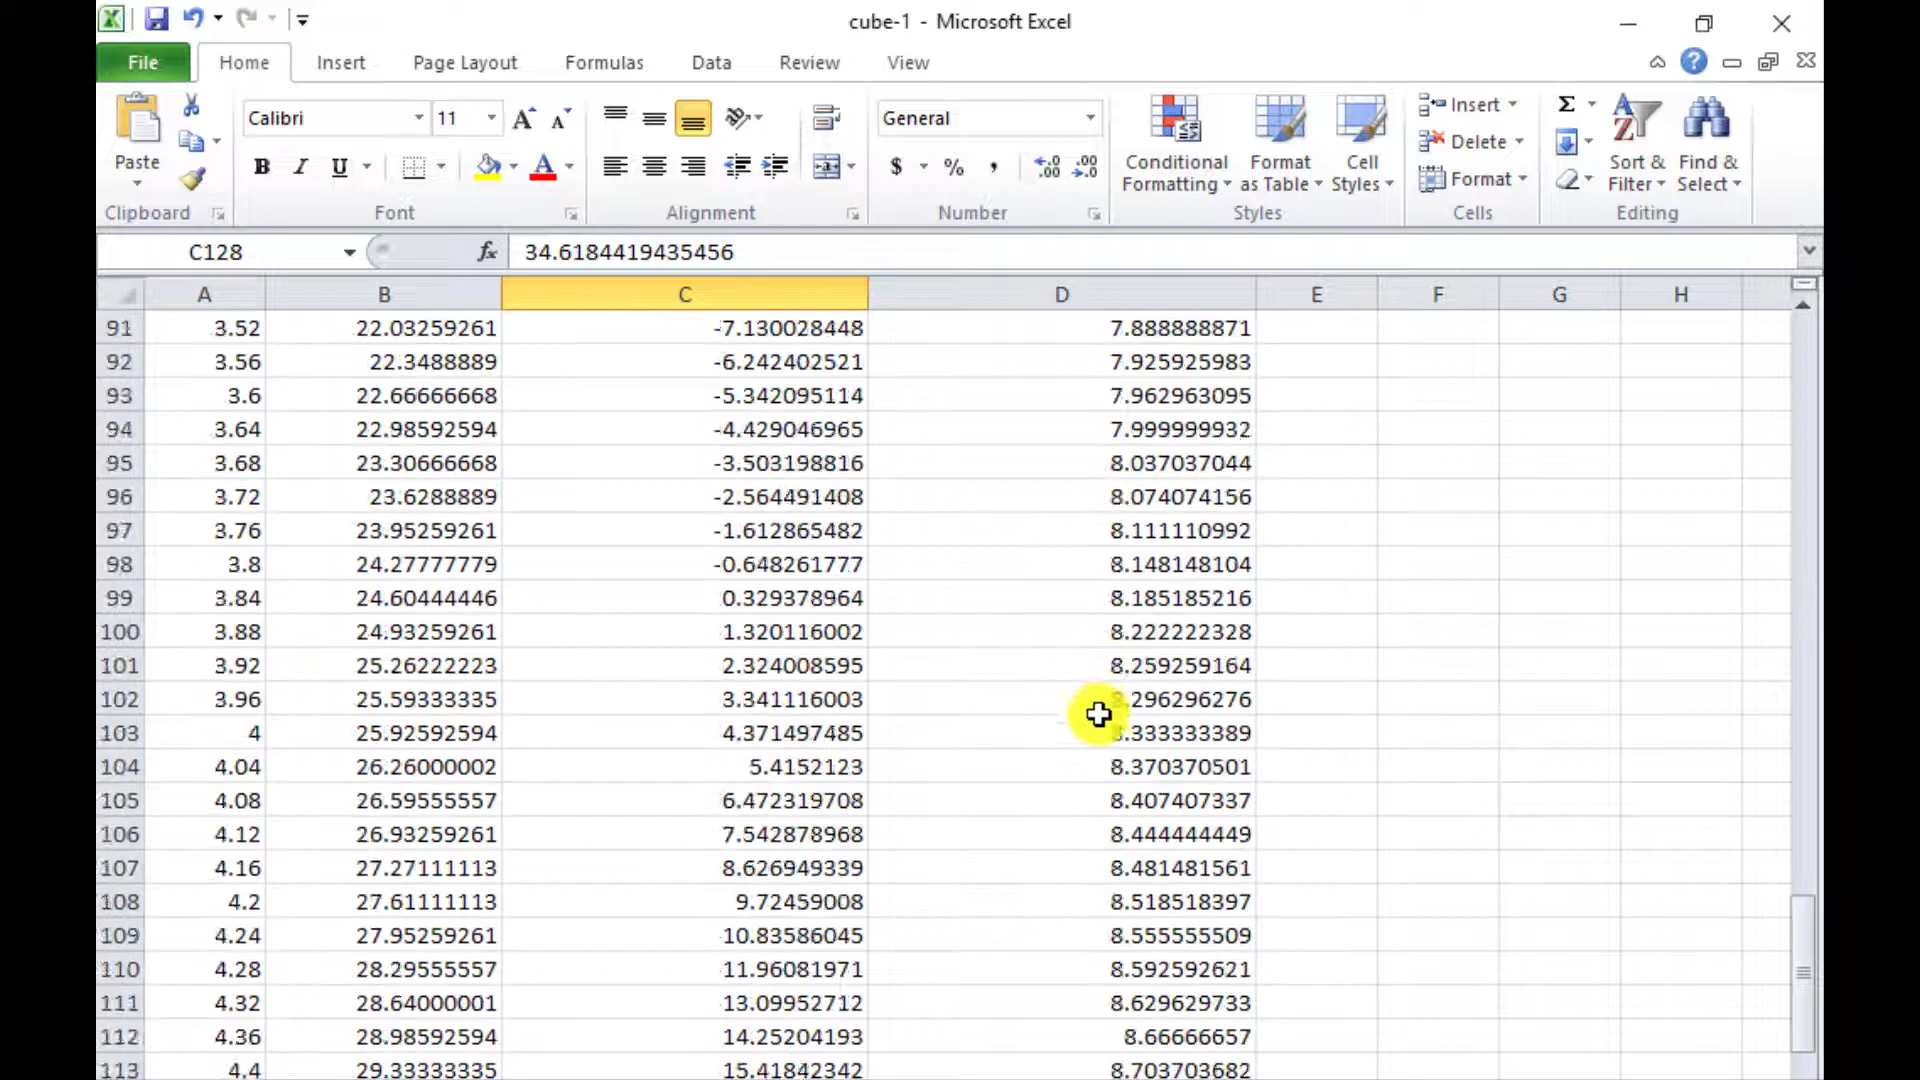 cube-1 - Microsoft Excel
File Home Insert Page Layout Formulas Data Review View
Paste
Clipboard
Calibri 11
B I U
Font
Alignment
General
$ % ,
Number
Conditional Formatting
Format as Table
Cell Styles
Styles
Insert
Delete
Format
Cells
Sort & Filter
Find & Select
Editing
C128 fx 34.6184419435456
A B C D E F G H
91 3.52 22.03259261 -7.130028448 7.888888871
92 3.56 22.3488889 -6.242402521 7.925925983
93 3.6 22.66666668 -5.342095114 7.962963095
94 3.64 22.98592594 -4.429046965 7.999999932
95 3.68 23.30666668 -3.503198816 8.037037044
96 3.72 23.6288889 -2.564491408 8.074074156
97 3.76 23.95259261 -1.612865482 8.111110992
98 3.8 24.27777779 -0.648261777 8.148148104
99 3.84 24.60444446 0.329378964 8.185185216
100 3.88 24.93259261 1.320116002 8.222222328
101 3.92 25.26222223 2.324008595 8.259259164
102 3.96 25.59333335 3.341116003 8.296296276
103 4 25.92592594 4.371497485 8.333333389
104 4.04 26.26000002 5.4152123 8.370370501
105 4.08 26.59555557 6.472319708 8.407407337
106 4.12 26.93259261 7.542878968 8.444444449
107 4.16 27.27111113 8.626949339 8.481481561
108 4.2 27.61111113 9.72459008 8.518518397
109 4.24 27.95259261 10.83586045 8.555555509
110 4.28 28.29555557 11.96081971 8.592592621
111 4.32 28.64000001 13.09952712 8.629629733
112 4.36 28.98592594 14.25204193 8.66666657
113 4.4 29.33333335 15.41842342 8.703703682